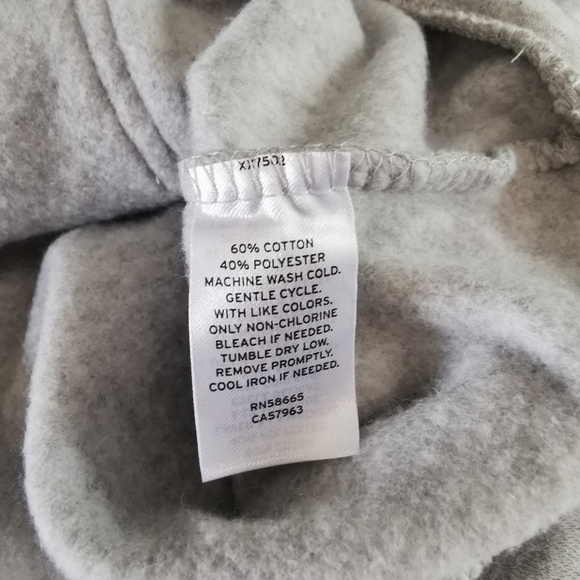 60% COTTON
40% POLYESTER
MACHINE WASH COLD.
GENTLE CYCLE.
WITH LIKE COLORS.
ONLY NON-CHLORINE
BLEACH IF NEEDED.
TUMBLE DRY LOW.
REMOVE PROMPTLY.
COOL IRON IF NEEDED.
RN58665
CA57963